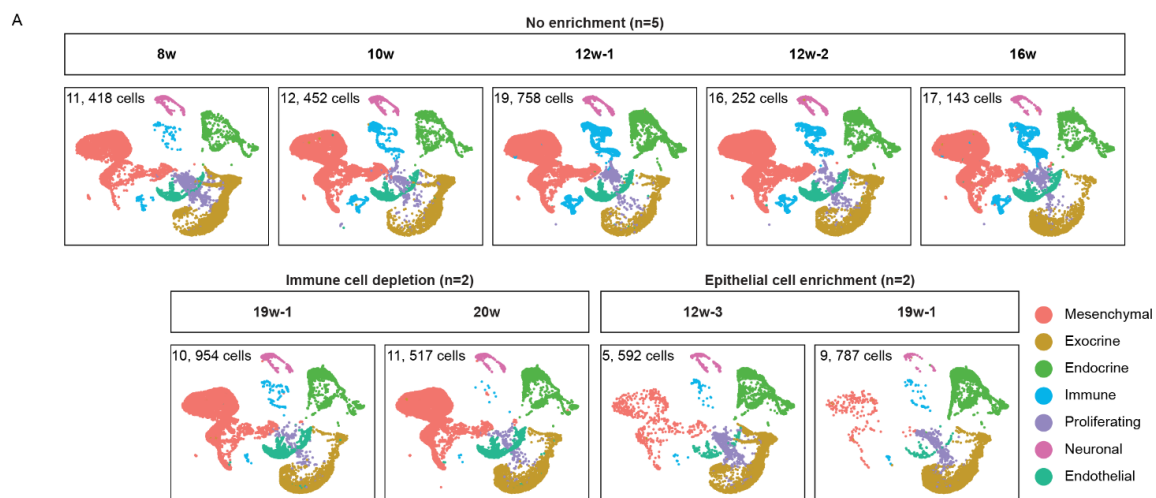 A
No enrichment (n=5)
8w
10w
12w-1
12w-2
16w
11, 418 cells
12, 452 cells
19, 758 cells
16, 252 cells
17, 143 cells
Immune cell depletion (n=2)
Epithelial cell enrichment (n=2)
19w-1
20w
12w-3
19w-1
10, 954 cells
11, 517 cells
5, 592 cells
9, 787 cells
Mesenchymal
Exocrine
Endocrine
Immune
Proliferating
Neuronal
Endothelial